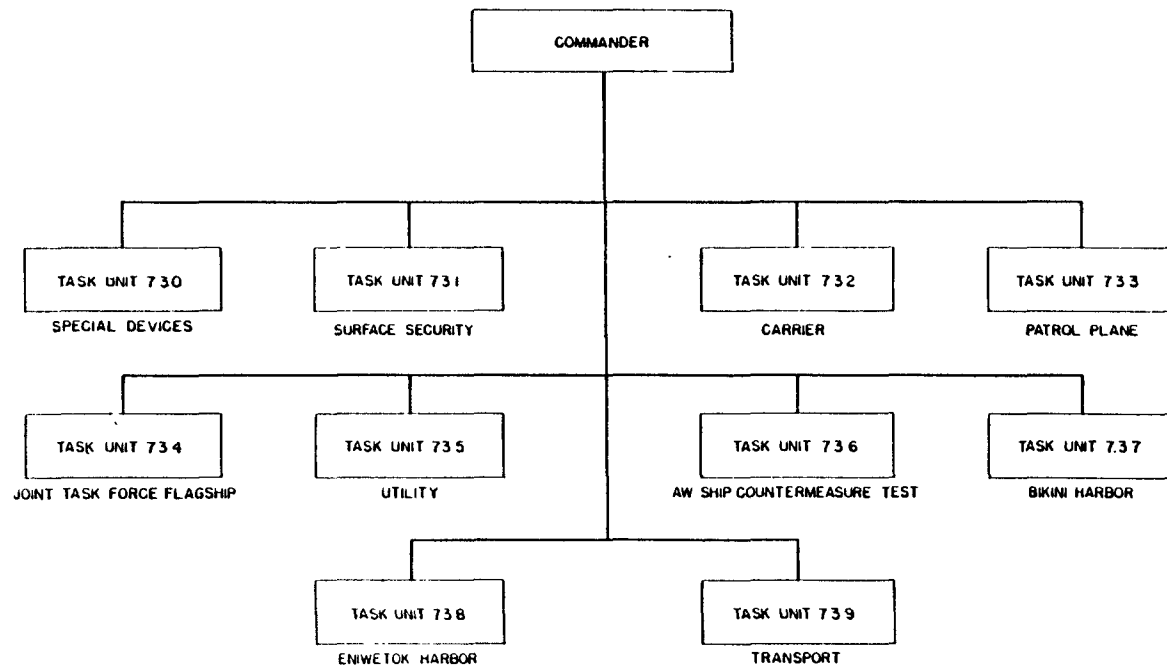 COMMANDER
TASK UNIT 730
TASK UNIT 731
TASK UNIT 732
TASK UNIT 733
SPECIAL DEVICES
SURFACE SECURITY
CARRIER
PATROL PLANE
TASK UNIT 734
TASK UNIT 735
TASK UNIT 736
TASK UNIT 7.37
JOINT TASK FORCE FLAGSHIP
UTILITY
AW SHIP COUNTERMEASURE TEST
BIKINI HARBOR
TASK UNIT 738
TASK UNIT 739
ENIWETOK HARBOR
TRANSPORT